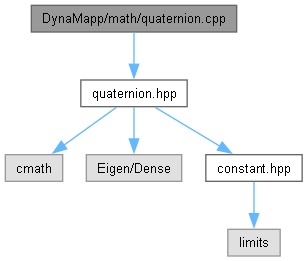 DynaMapp/math/quaternion.cpp
quaternion.hpp
cmath
Eigen/Dense
constant.hpp
limits